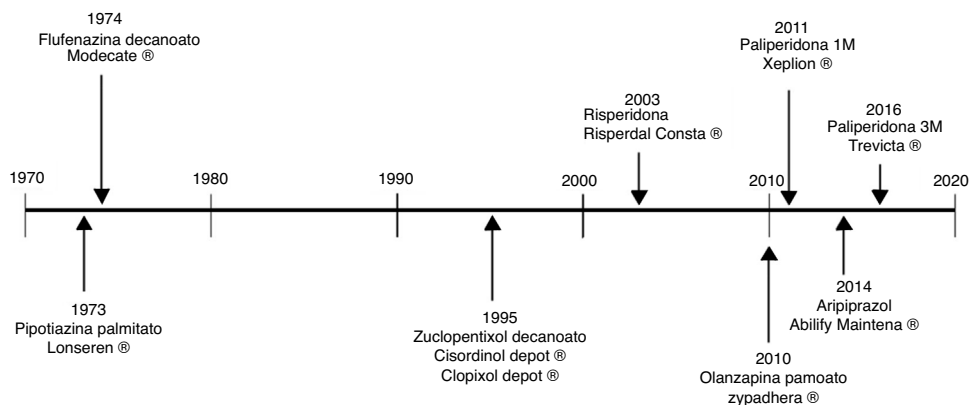 1974
Flufenazina decanoato
Modecate ®
2011
Paliperidona 1M
Xeplion ®
2003
Risperidona
Risperdal Consta ®
2016
Paliperidona 3M
Trevicta ®
1970
1980
1990
2000
2010
2020
1973
Pipotiazina palmitato
Lonseren ®
1995
Zuclopentixol decanoato
Cisordinol depot ®
Clopixol depot ®
2014
Aripiprazol
Abilify Maintena ®
2010
Olanzapina pamoato
zypadhera ®